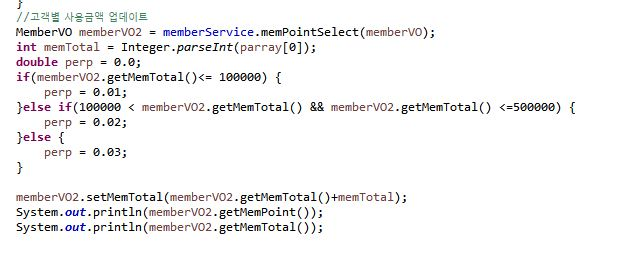 }
//고객별 사용금액 업데이트
MemberVO memberVO2 = memberService.memPointSelect(memberVO);
int memTotal = Integer.parseInt(parray[0]);
double perp = 0.0;
if(memberVO2.getMemTotal()<= 100000) {
perp = 0.01;
}else if(100000 < memberVO2.getMemTotal() && memberVO2.getMemTotal() <=500000) {
perp = 0.02;
}else {
perp = 0.03;
}
memberVO2.setMemTotal(memberVO2.getMemTotal()+memTotal);
System.out.println(memberVO2.getMemPoint());
System.out.println(memberVO2.getMemTotal());